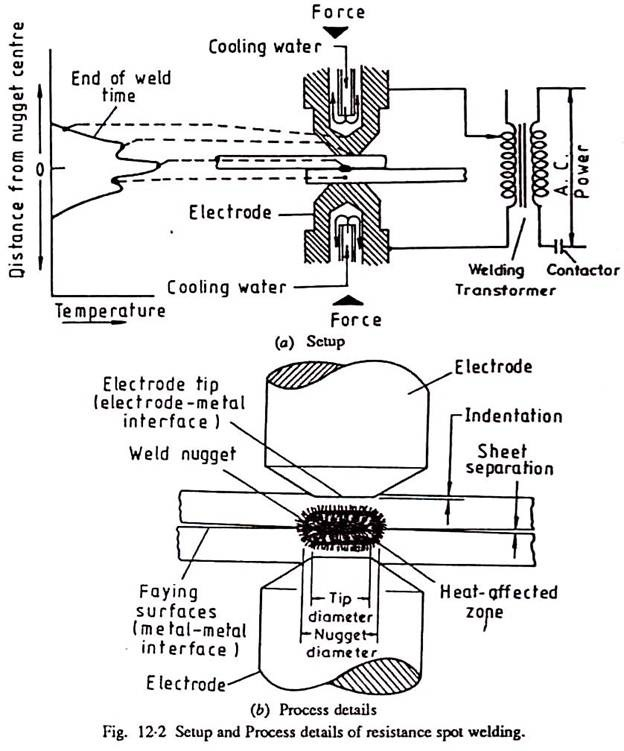 Force
Cooling water
End of weld
time
Distance from nugget centre
0
Electrode
Cooling water
Temperature
Force
A.C.
Power
Welding
Transformer
Contactor
(a) Setup
Electrode
Electrode tip
(electrode-metal
interface)
Indentation
Weld nugget
Sheet
separation
Faying
surfaces
(metal-metal
interface)
Tip
diameter
Nugget
diameter
Heat-affected
zone
Electrode
(b) Process details
Fig. 12·2 Setup and Process details of resistance spot welding.